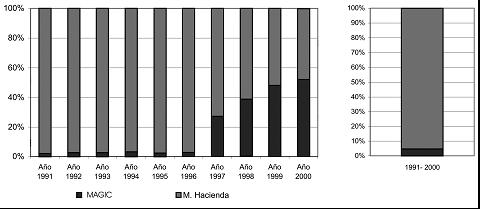 100%
80%
60%
40%
20%
0%
Año 1991
Año 1992
Año 1993
Año 1994
Año 1995
Año 1996
Año 1997
Año 1998
Año 1999
Año 2000
100%
90%
80%
70%
60%
50%
40%
30%
20%
10%
0%
1991- 2000
MAGIC
M. Hacienda